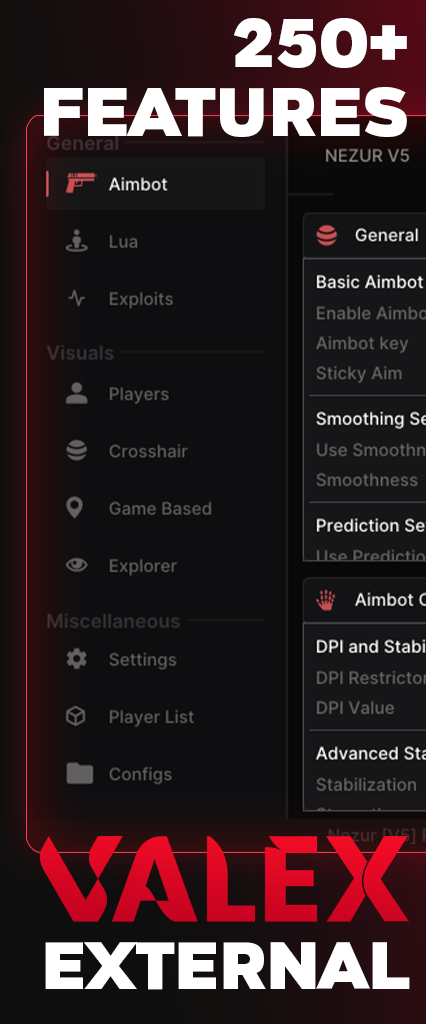 250+
FEATURES
General
Aimbot
Lua
Exploits
Visuals
Players
Crosshair
Game Based
Explorer
Miscellaneous
Settings
Player List
Configs
NEZUR V5
General
Basic Aimbot
Enable Aimbo
Aimbot key
Sticky Aim
Smoothing Se
Use Smoothn
Smoothness
Prediction Se
Use Predictio
Aimbot C
DPI and Stabi
DPI Restrictor
DPI Value
Advanced Sta
Stabilization
Nezur [V5]
VALEX
EXTERNAL